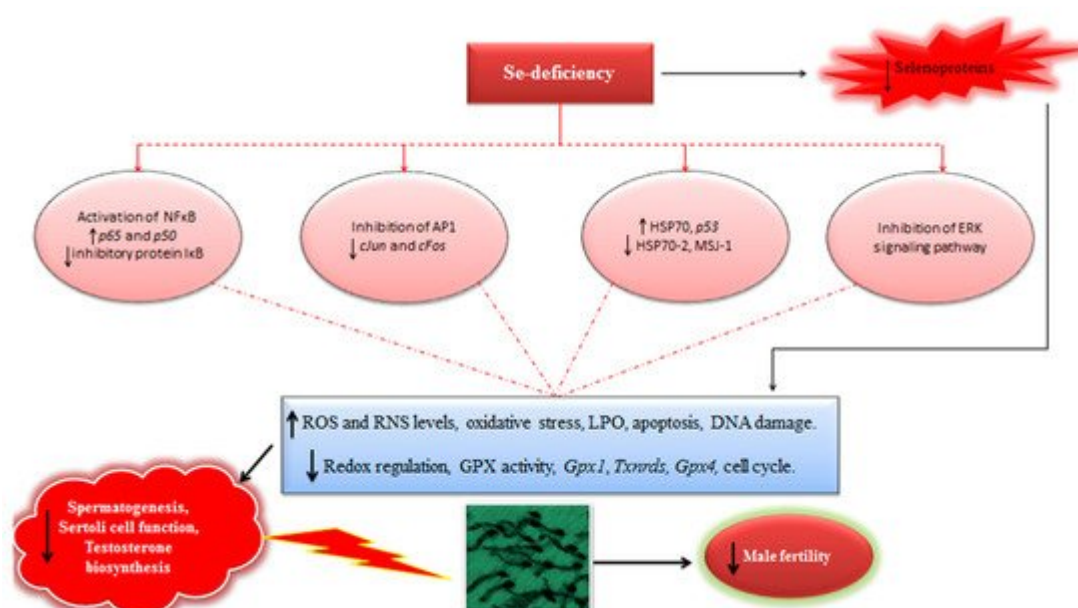 Se-deficiency
↓ Selenoproteins
Activation of NFκB
↑ p65 and p50
↓ inhibitory protein IκB
Inhibition of AP1
↓ cJun and cFos
↑ HSP70, p53
↓ HSP70-2, MSJ-1
Inhibition of ERK
signaling pathway
↑ ROS and RNS levels, oxidative stress, LPO, apoptosis, DNA damage.
↓ Redox regulation, GPX activity, Gpx1, Txnrds, Gpx4, cell cycle.
↓ Spermatogenesis,
Sertoli cell function,
Testosterone
biosynthesis
↓ Male fertility